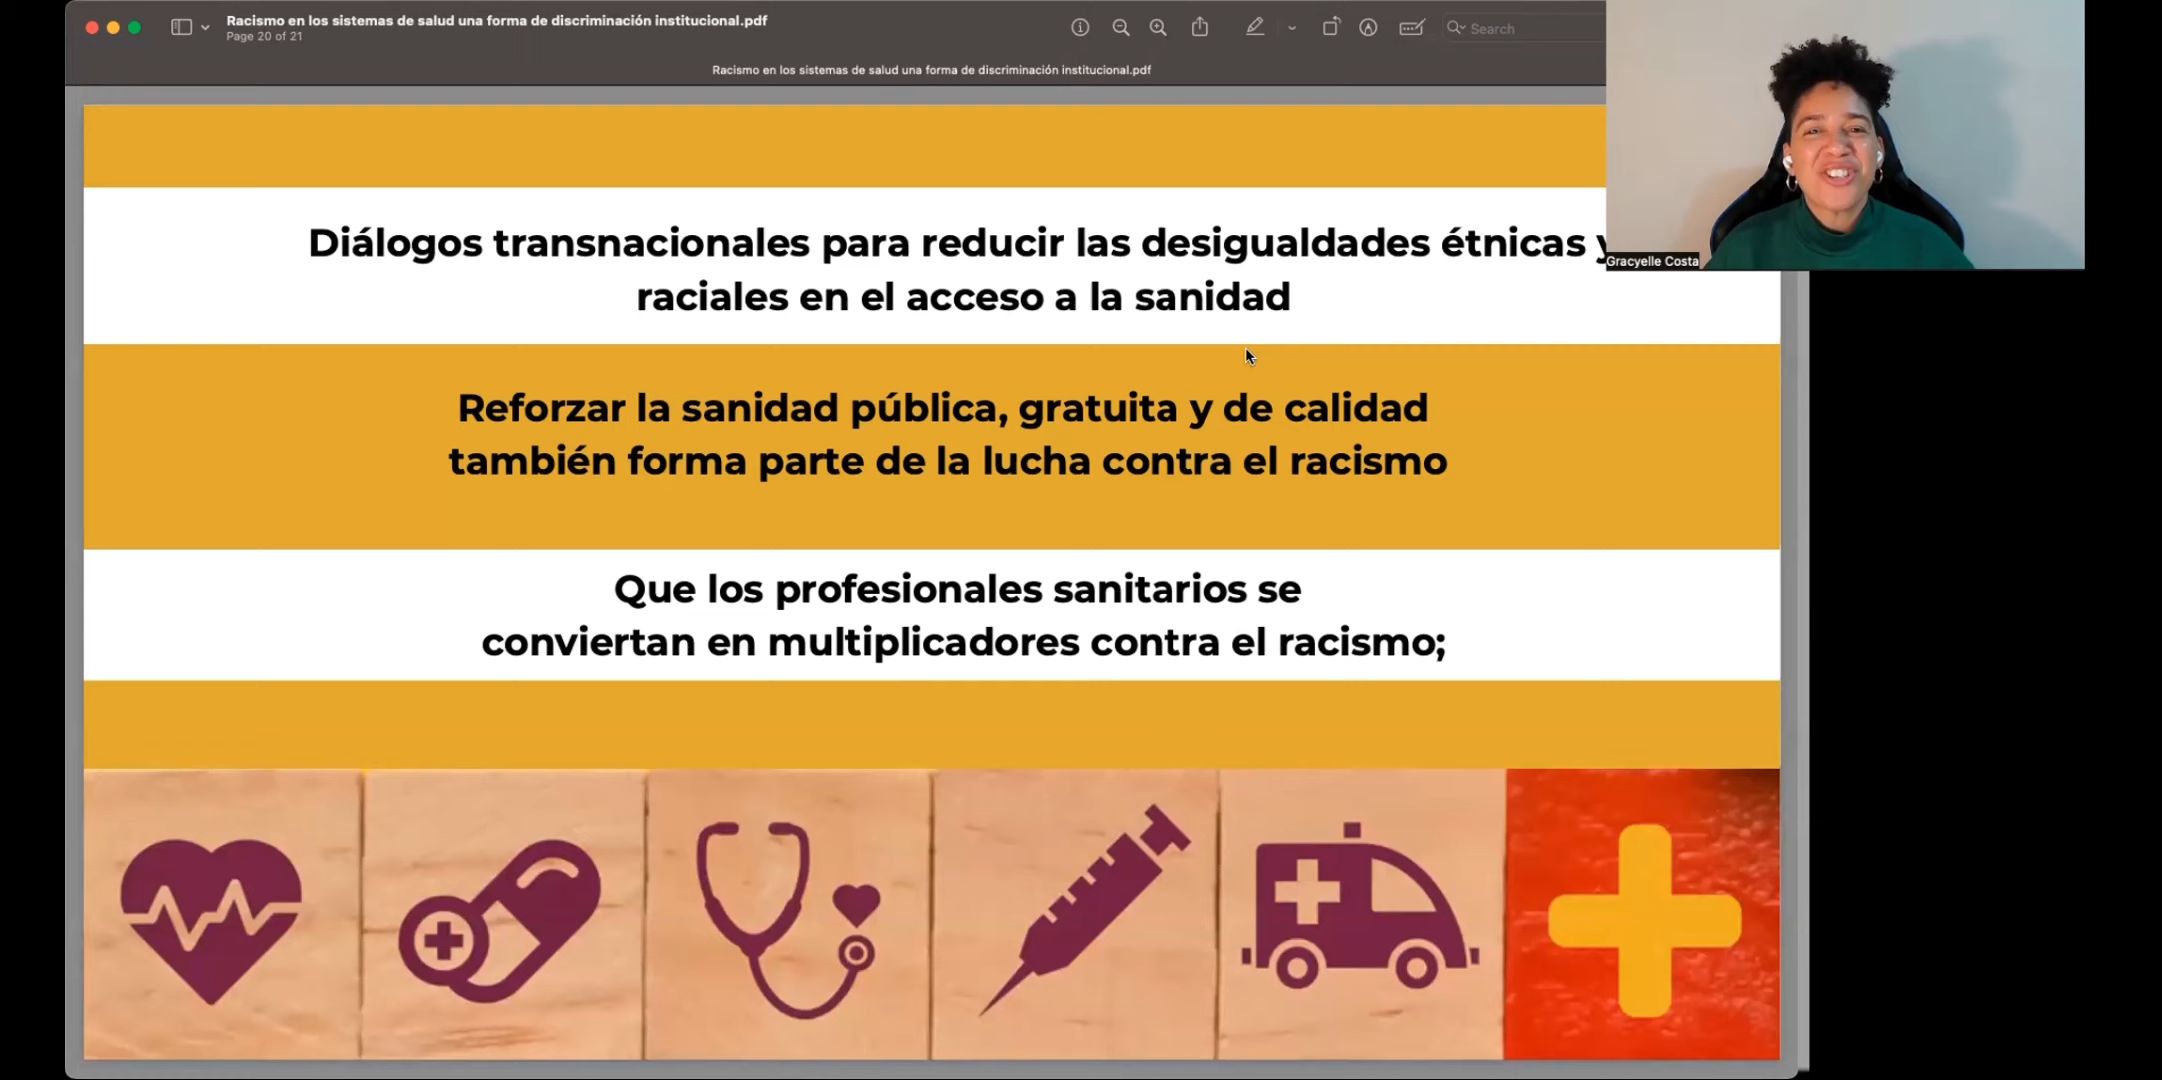 Racismo en los sistemas de salud una forma de discriminación institucional.pdf
Page 20 of 21
Search
Racismo en los sistemas de salud una forma de discriminación institucional.pdf
Gracyelle Costa
Diálogos transnacionales para reducir las desigualdades étnicas y
raciales en el acceso a la sanidad
Reforzar la sanidad pública, gratuita y de calidad
también forma parte de la lucha contra el racismo
Que los profesionales sanitarios se
conviertan en multiplicadores contra el racismo;